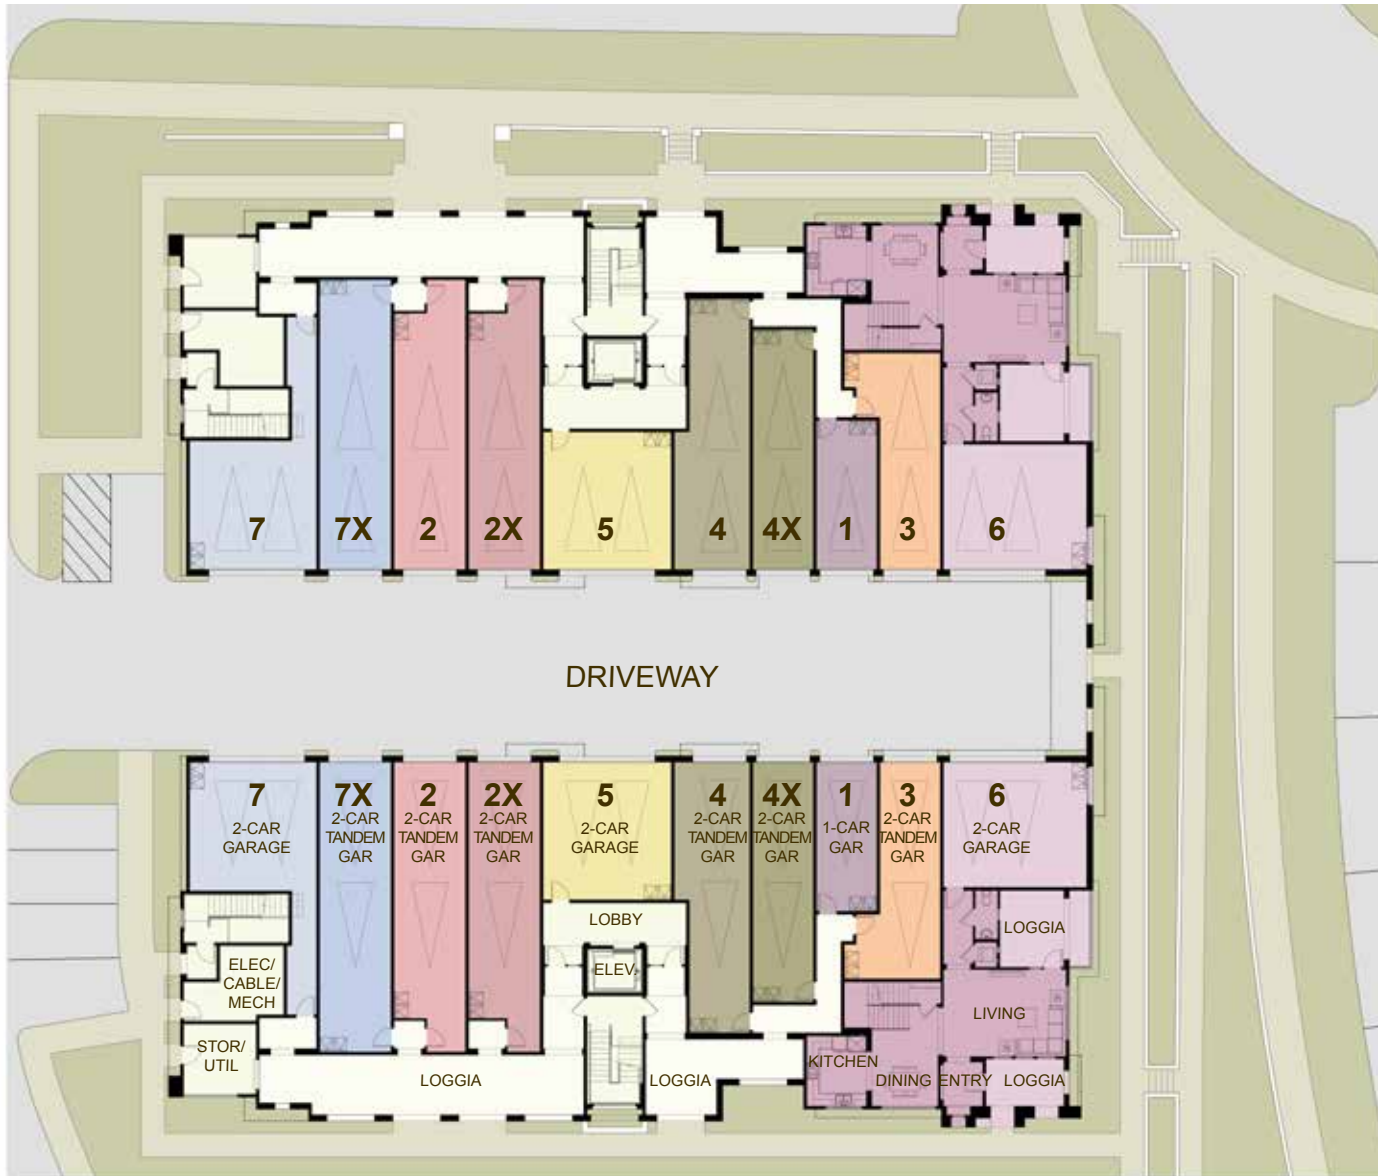 7
7X
2
2X
5
4
4X
1
3
6
DRIVEWAY
7
2-CAR
GARAGE
7X
2-CAR
TANDEM
GAR
2
2-CAR
TANDEM
GAR
2X
2-CAR
TANDEM
GAR
5
2-CAR
GARAGE
4
2-CAR
TANDEM
GAR
4X
2-CAR
TANDEM
GAR
1
1-CAR
GAR
3
2-CAR
TANDEM
GAR
6
2-CAR
GARAGE
LOBBY
LOGGIA
ELEV
ELEC/
CABLE/
MECH
LIVING
STOR/
UTIL
LOGGIA
LOGGIA
KITCHEN
DINING
ENTRY
LOGGIA